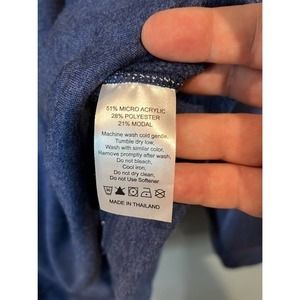 51% MICRO ACRYLIC
28% POLYESTER
21% MODAL
Machine wash cold gentle,
Tumble dry low,
Wash with similar color,
Remove promptly after wash,
Do not bleach,
Cool iron,
Do not dry clean,
Do not Use Softener
MADE IN THAILAND